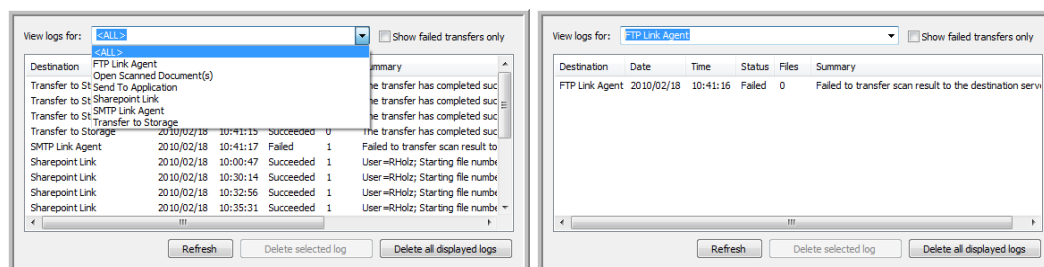 View logs for: <ALL> Show failed transfers only
<ALL>
FTP Link Agent
Open Scanned Document(s)
Send To Application
Sharepoint Link
SMTP Link Agent
Transfer to Storage
Destination ummary
Transfer to St he transfer has completed suc
Transfer to St he transfer has completed suc
Transfer to St he transfer has completed suc
Transfer to Storage 2010/02/18 10:41:15 Succeeded 0 The transfer has completed suc
SMTP Link Agent 2010/02/18 10:41:17 Failed 1 Failed to transfer scan result to
Sharepoint Link 2010/02/18 10:00:47 Succeeded 1 User=RHolz; Starting file numbe
Sharepoint Link 2010/02/18 10:30:14 Succeeded 1 User=RHolz; Starting file numbe
Sharepoint Link 2010/02/18 10:32:56 Succeeded 1 User=RHolz; Starting file numbe
Sharepoint Link 2010/02/18 10:35:31 Succeeded 1 User=RHolz; Starting file numbe
Refresh Delete selected log Delete all displayed logs
View logs for: FTP Link Agent Show failed transfers only
Destination Date Time Status Files Summary
FTP Link Agent 2010/02/18 10:41:16 Failed 0 Failed to transfer scan result to the destination serv
Refresh Delete selected log Delete all displayed logs